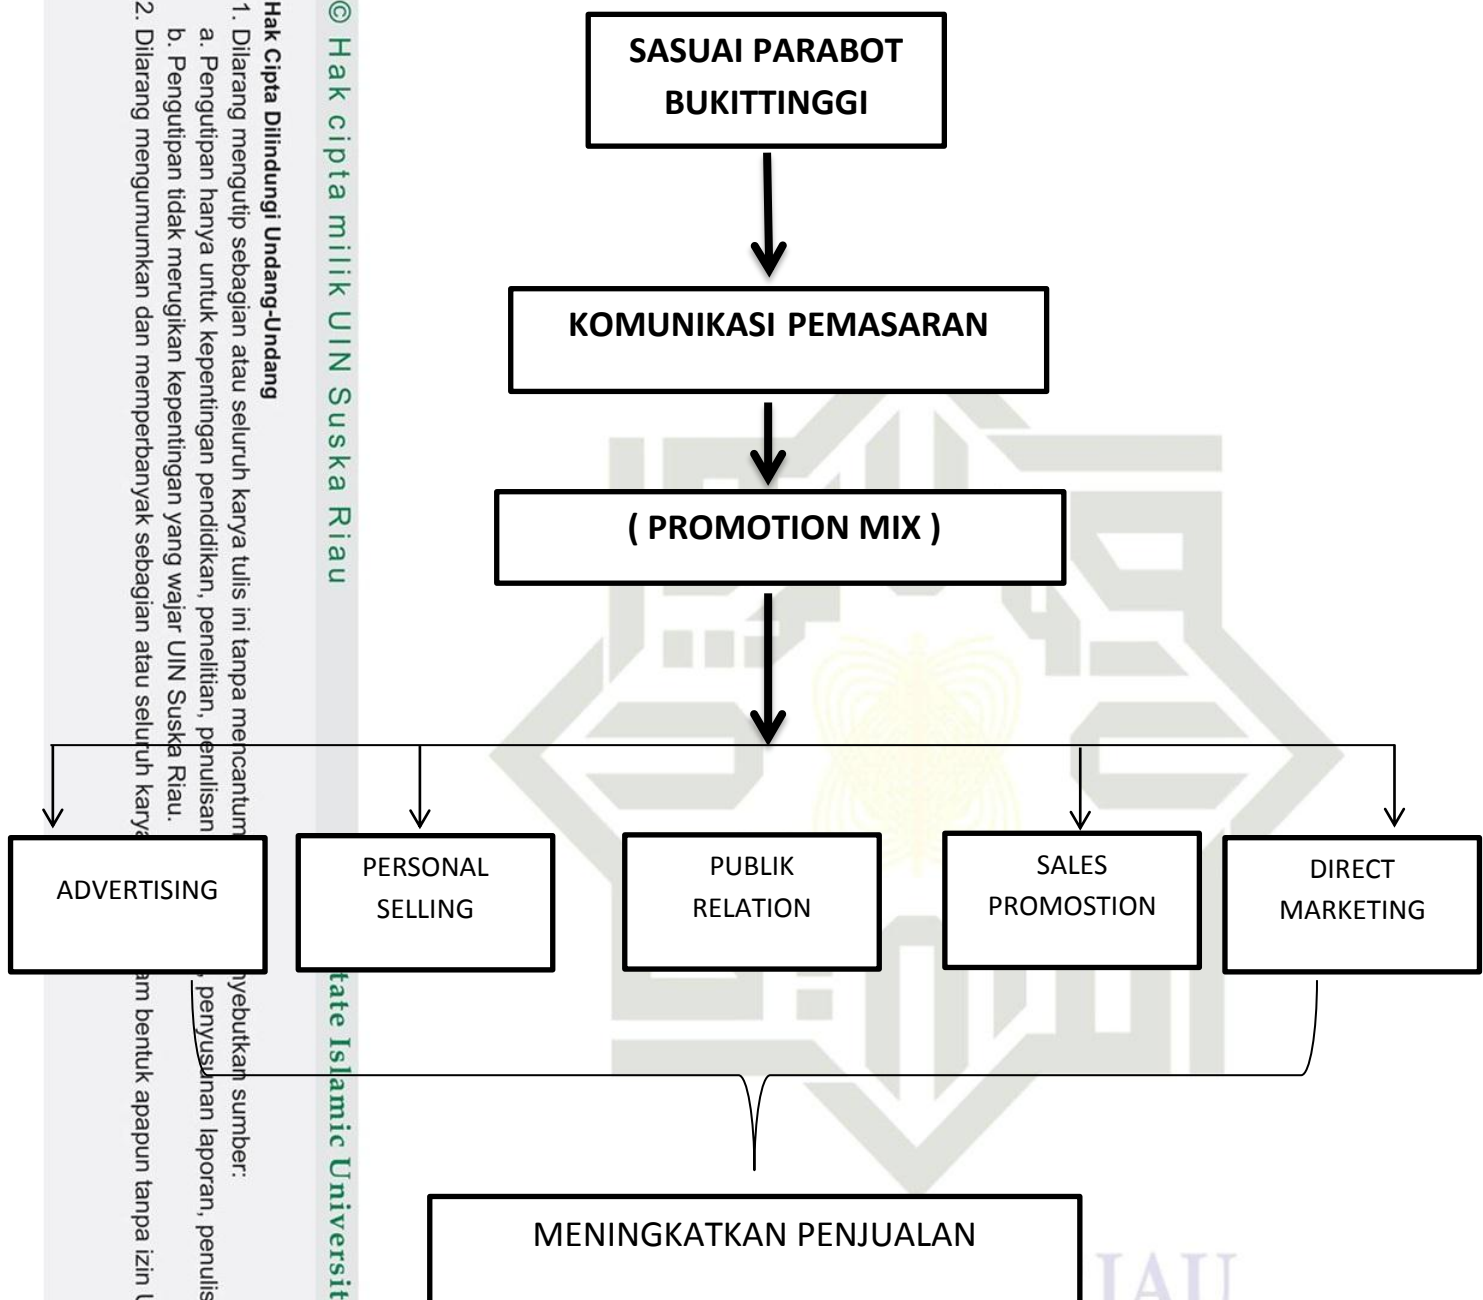 SASUAI PARABOT
BUKITTINGGI
KOMUNIKASI PEMASARAN
( PROMOTION MIX )
ADVERTISING
PERSONAL
SELLING
PUBLIK
RELATION
SALES
PROMOSTION
DIRECT
MARKETING
MENINGKATKAN PENJUALAN
© Hak cipta milik UIN Suska Riau
tate Islamic Universit
Hak Cipta Dilindungi Undang-Undang
1. Dilarang mengutip sebagian atau seluruh karya tulis ini tanpa mencantum nyebutkan sumber:
a. Pengutipan hanya untuk kepentingan pendidikan, penelitian, penulisan , penyusunan laporan, penulis
b. Pengutipan tidak merugikan kepentingan yang wajar UIN Suska Riau.
2. Dilarang mengumumkan dan memperbanyak sebagian atau seluruh karya am bentuk apapun tanpa izin U
IAU